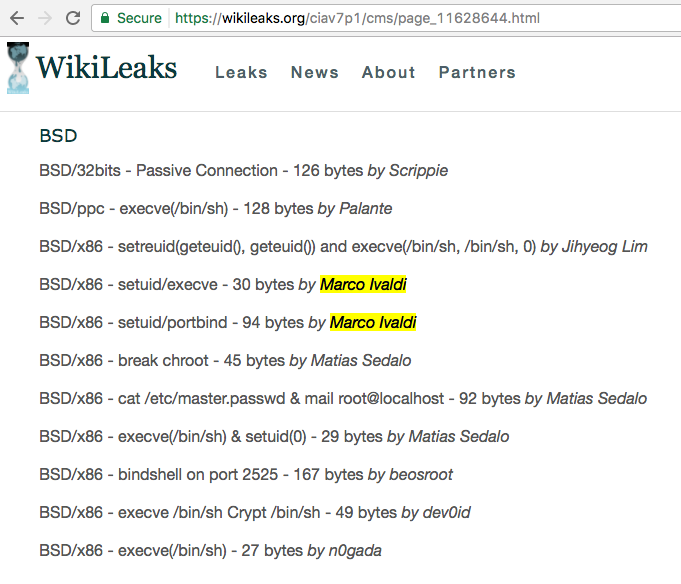 Secure https://wikileaks.org/ciav7p1/cms/page_11628644.html
WikiLeaks Leaks News About Partners
BSD
BSD/32bits - Passive Connection - 126 bytes by Scrippie
BSD/ppc - execve(/bin/sh) - 128 bytes by Palante
BSD/x86 - setreuid(geteuid(), geteuid()) and execve(/bin/sh, /bin/sh, 0) by Jihyeog Lim
BSD/x86 - setuid/execve - 30 bytes by Marco Ivaldi
BSD/x86 - setuid/portbind - 94 bytes by Marco Ivaldi
BSD/x86 - break chroot - 45 bytes by Matias Sedalo
BSD/x86 - cat /etc/master.passwd & mail root@localhost - 92 bytes by Matias Sedalo
BSD/x86 - execve(/bin/sh) & setuid(0) - 29 bytes by Matias Sedalo
BSD/x86 - bindshell on port 2525 - 167 bytes by beosroot
BSD/x86 - execve /bin/sh Crypt /bin/sh - 49 bytes by dev0id
BSD/x86 - execve(/bin/sh) - 27 bytes by n0gada